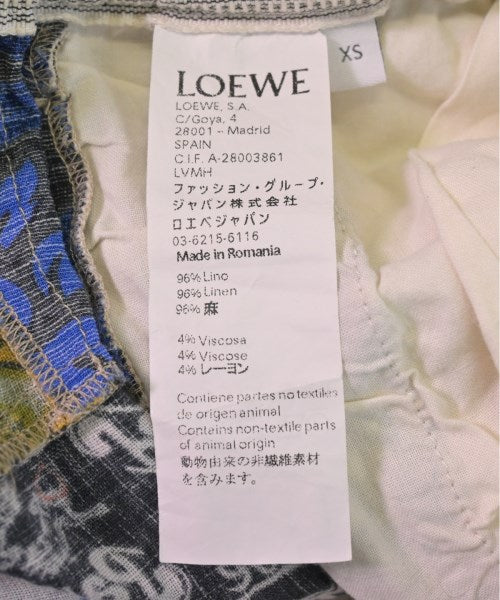 LOEWE
LOEWE, S.A.
C/Goya, 4
28001 – Madrid
SPAIN
C.I.F. A-28003861
LVMH
ファッション・グループ・
ジャパン株式会社
ロエベジャパン
03-6215-6116
Made in Romania
96% Lino
96% Linen
96% 麻
4% Viscosa
4% Viscose
4% レーヨン
Contiene partes no textiles
de origen animal
Contains non-textile parts
of animal origin
動物由来の非繊維素材
を含みます。
XS